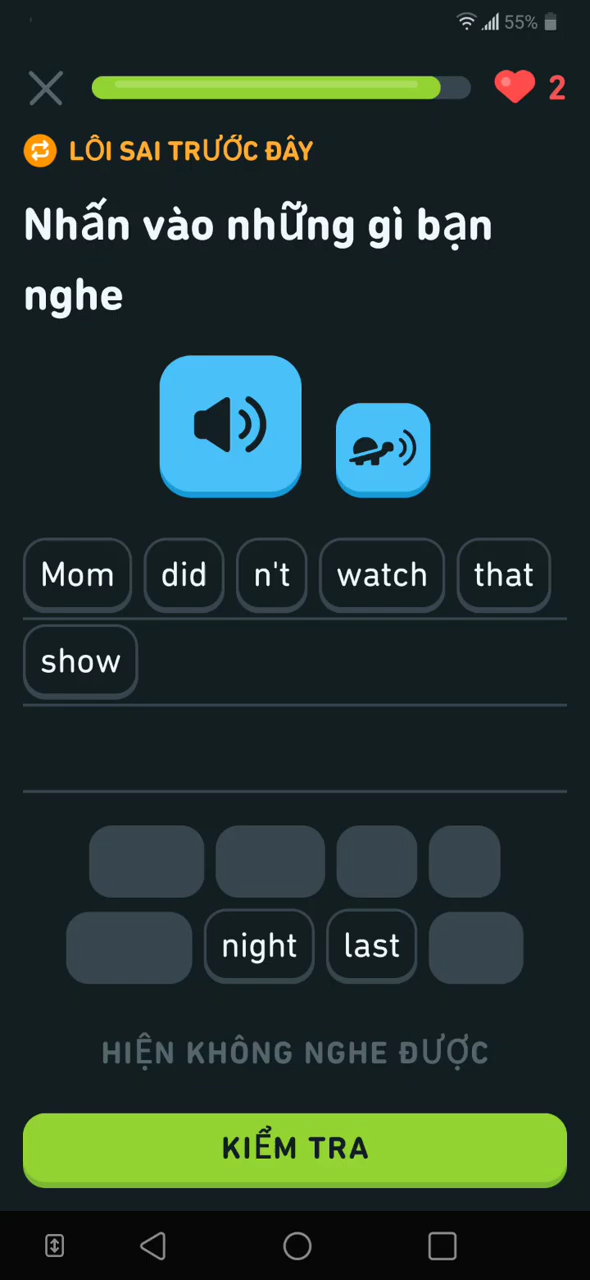 55%
2
LỖI SAI TRƯỚC ĐÂY
Nhấn vào những gì bạn
nghe
Mom did n't watch that
show
night last
HIỆN KHÔNG NGHE ĐƯỢC
KIỂM TRA